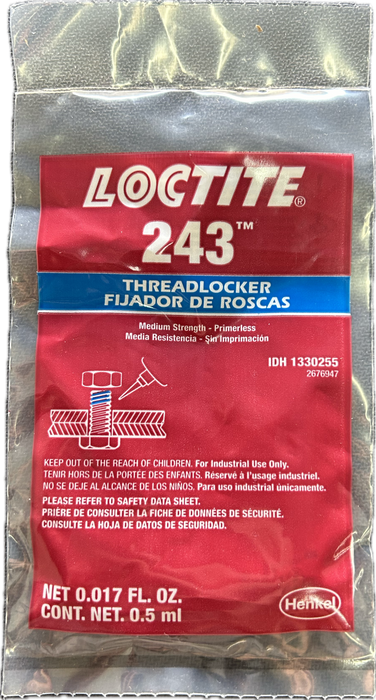 LOCTITE®
243™
THREADLOCKER
FIJADOR DE ROSCAS
Medium Strength - Primerless
Media Resistencia - Sin Imprimación
IDH 1330255
2676947
KEEP OUT OF THE REACH OF CHILDREN. For Industrial Use Only.
TENIR HORS DE LA PORTÉE DES ENFANTS. Réservé à l'usage industriel.
NO SE DEJE AL ALCANCE DE LOS NIÑOS. Para uso industrial únicamente.
PLEASE REFER TO SAFETY DATA SHEET.
PRIÈRE DE CONSULTER LA FICHE DE DONNÉES DE SÉCURITÉ.
CONSULTE LA HOJA DE DATOS DE SEGURIDAD.
NET 0.017 FL. OZ.
CONT. NET. 0.5 ml
Henkel